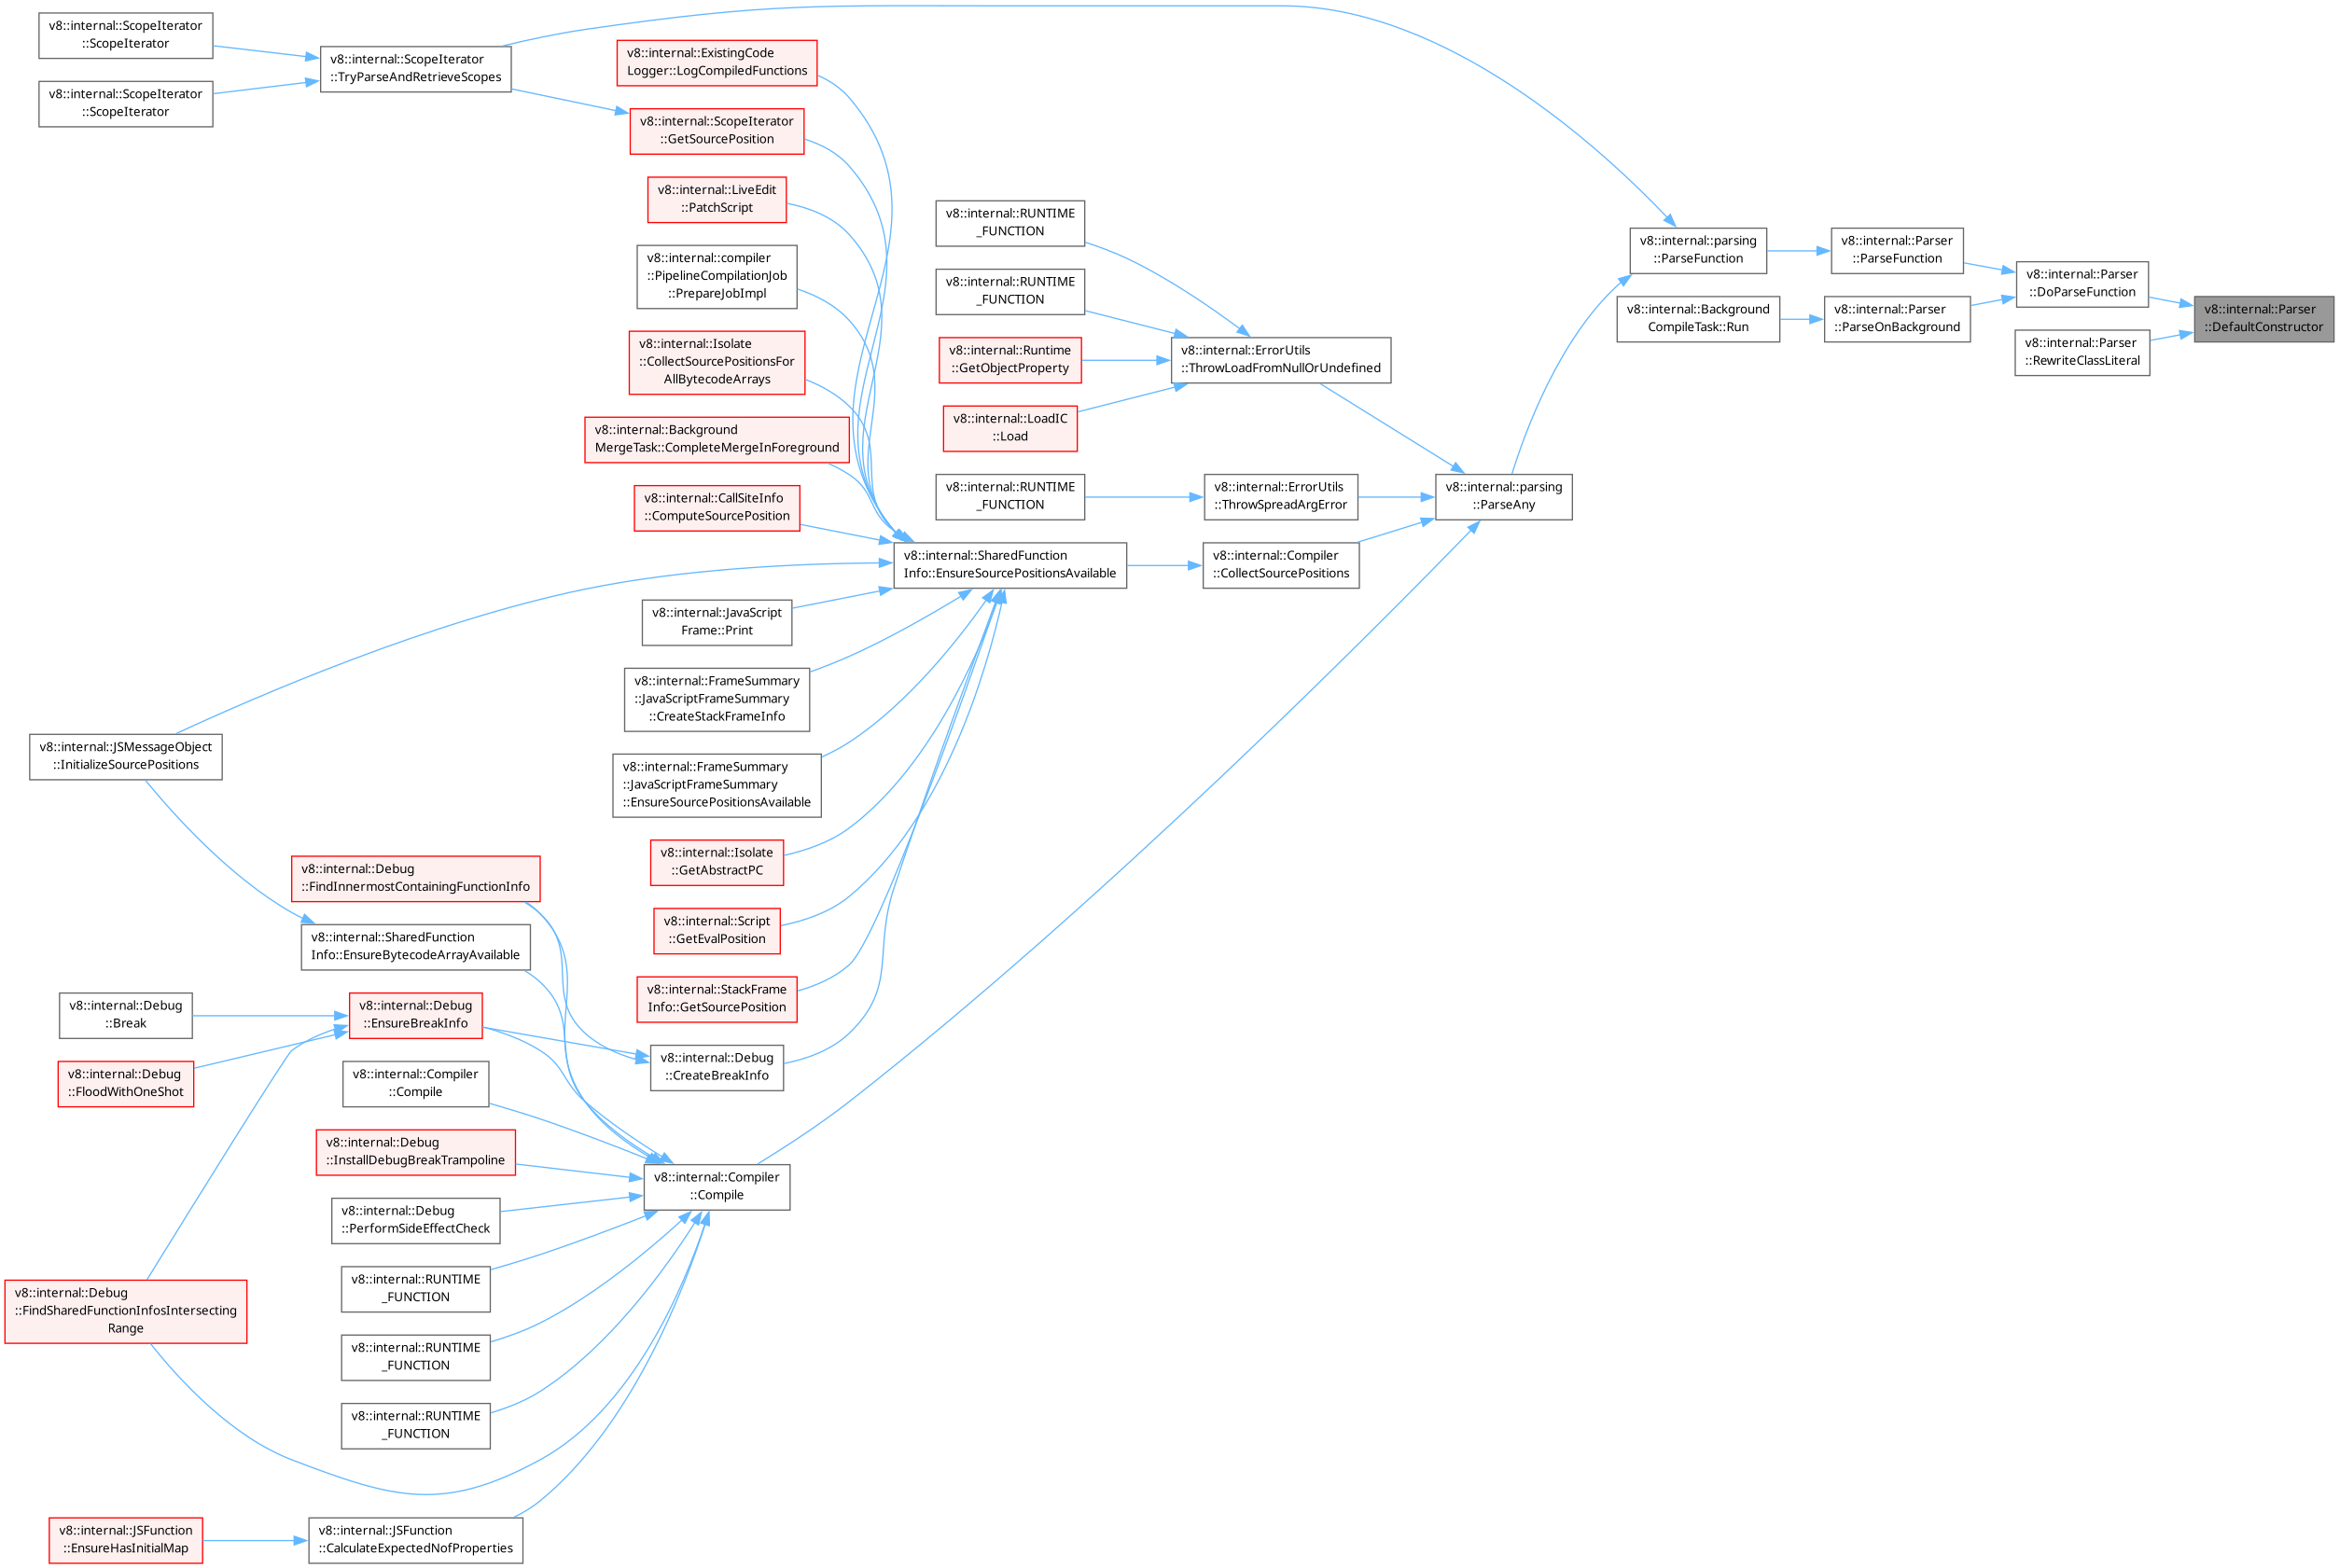 v8::internal::ScopeIterator
::ScopeIterator
v8::internal::ScopeIterator
::ScopeIterator
v8::internal::ScopeIterator
::TryParseAndRetrieveScopes
v8::internal::ExistingCode
Logger::LogCompiledFunctions
v8::internal::ScopeIterator
::GetSourcePosition
v8::internal::LiveEdit
::PatchScript
v8::internal::compiler
::PipelineCompilationJob
::PrepareJobImpl
v8::internal::Isolate
::CollectSourcePositionsFor
AllBytecodeArrays
v8::internal::Background
MergeTask::CompleteMergeInForeground
v8::internal::CallSiteInfo
::ComputeSourcePosition
v8::internal::RUNTIME
_FUNCTION
v8::internal::RUNTIME
_FUNCTION
v8::internal::Runtime
::GetObjectProperty
v8::internal::LoadIC
::Load
v8::internal::RUNTIME
_FUNCTION
v8::internal::SharedFunction
Info::EnsureSourcePositionsAvailable
v8::internal::ErrorUtils
::ThrowLoadFromNullOrUndefined
v8::internal::ErrorUtils
::ThrowSpreadArgError
v8::internal::Compiler
::CollectSourcePositions
v8::internal::parsing
::ParseAny
v8::internal::parsing
::ParseFunction
v8::internal::Background
CompileTask::Run
v8::internal::Parser
::ParseFunction
v8::internal::Parser
::ParseOnBackground
v8::internal::Parser
::DoParseFunction
v8::internal::Parser
::RewriteClassLiteral
v8::internal::Parser
::DefaultConstructor
v8::internal::JavaScript
Frame::Print
v8::internal::FrameSummary
::JavaScriptFrameSummary
::CreateStackFrameInfo
v8::internal::FrameSummary
::JavaScriptFrameSummary
::EnsureSourcePositionsAvailable
v8::internal::Isolate
::GetAbstractPC
v8::internal::Script
::GetEvalPosition
v8::internal::StackFrame
Info::GetSourcePosition
v8::internal::Debug
::CreateBreakInfo
v8::internal::JSMessageObject
::InitializeSourcePositions
v8::internal::Debug
::FindInnermostContainingFunctionInfo
v8::internal::SharedFunction
Info::EnsureBytecodeArrayAvailable
v8::internal::Debug
::Break
v8::internal::Debug
::EnsureBreakInfo
v8::internal::Debug
::FloodWithOneShot
v8::internal::Compiler
::Compile
v8::internal::Debug
::InstallDebugBreakTrampoline
v8::internal::Compiler
::Compile
v8::internal::Debug
::PerformSideEffectCheck
v8::internal::RUNTIME
_FUNCTION
v8::internal::Debug
::FindSharedFunctionInfosIntersecting
Range
v8::internal::RUNTIME
_FUNCTION
v8::internal::RUNTIME
_FUNCTION
v8::internal::JSFunction
::EnsureHasInitialMap
v8::internal::JSFunction
::CalculateExpectedNofProperties